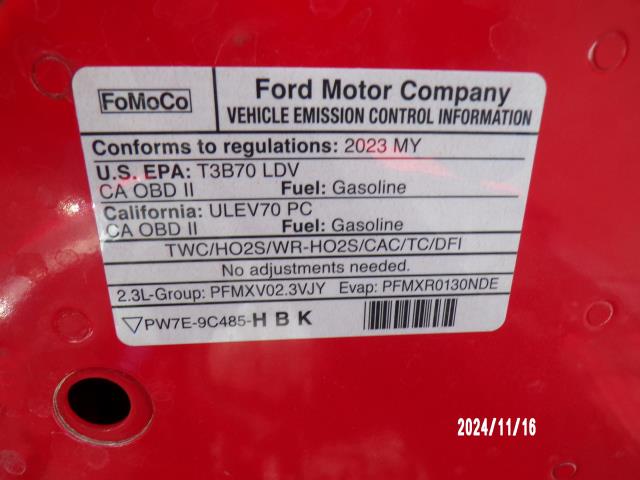 FoMoCo
Ford Motor Company
VEHICLE EMISSION CONTROL INFORMATION
Conforms to regulations: 2023 MY
U.S. EPA: T3B70 LDV
CA OBD II Fuel: Gasoline
California: ULEV70 PC
CA OBD II Fuel: Gasoline
TWC/HO2S/WR-HO2S/CAC/TC/DFI
No adjustments needed.
2.3L-Group: PFMXV02.3VJY Evap: PFMXR0130NDE
PW7E-9C485-H B K
2024/11/16